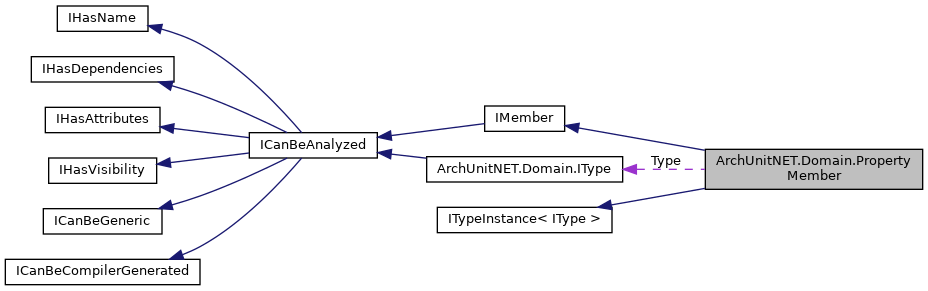 IHasName
IHasDependencies
IHasAttributes
IHasVisibility
ICanBeGeneric
ICanBeCompilerGenerated
ICanBeAnalyzed
IMember
ArchUnitNET.Domain.IType
ITypeInstance< IType >
Type
ArchUnitNET.Domain.Property
Member